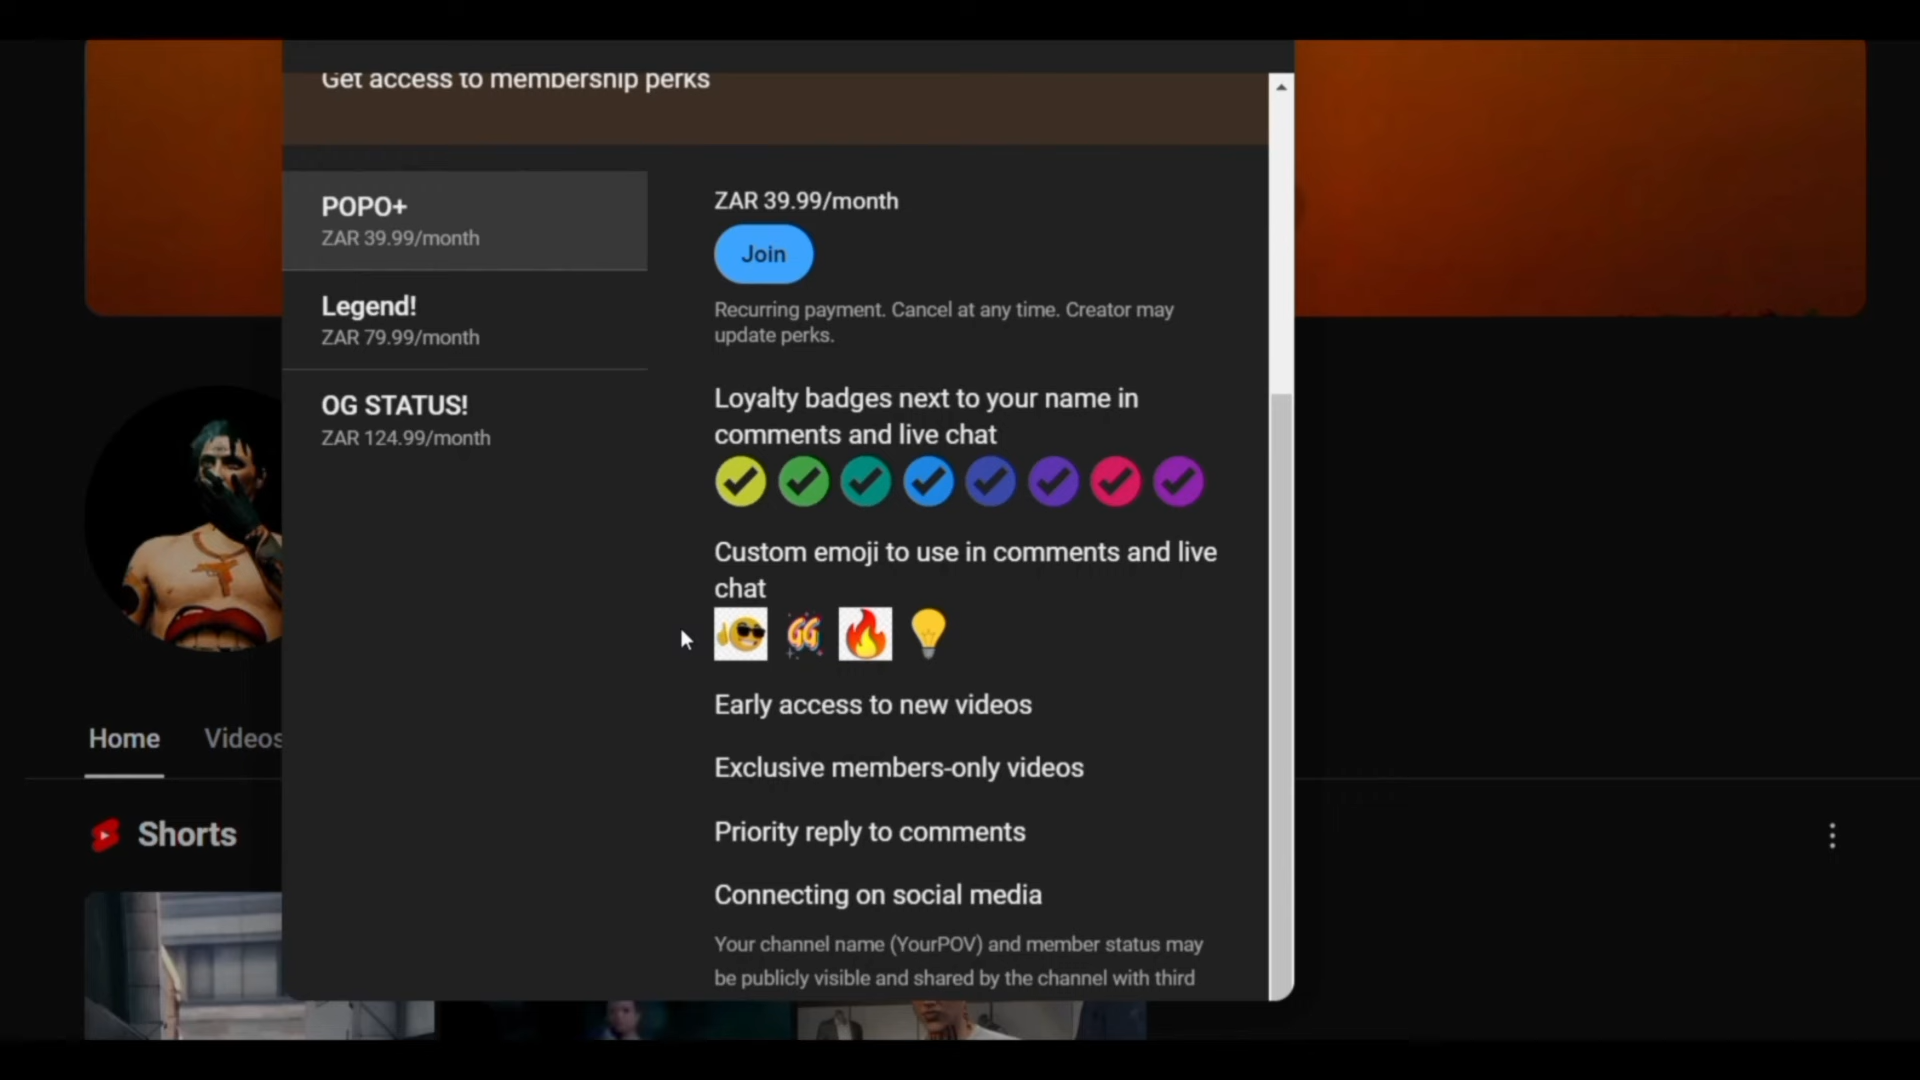 Get access to membership perks
POPO+
ZAR 39.99/month
Legend!
ZAR 79.99/month
OG STATUS!
ZAR 124.99/month
ZAR 39.99/month
Join
Recurring payment. Cancel at any time. Creator may
update perks.
Loyalty badges next to your name in
comments and live chat
Custom emoji to use in comments and live
chat
GG
Early access to new videos
Exclusive members-only videos
Priority reply to comments
Connecting on social media
Your channel name (YourPOV) and member status may
be publicly visible and shared by the channel with third
Home Videos
Shorts